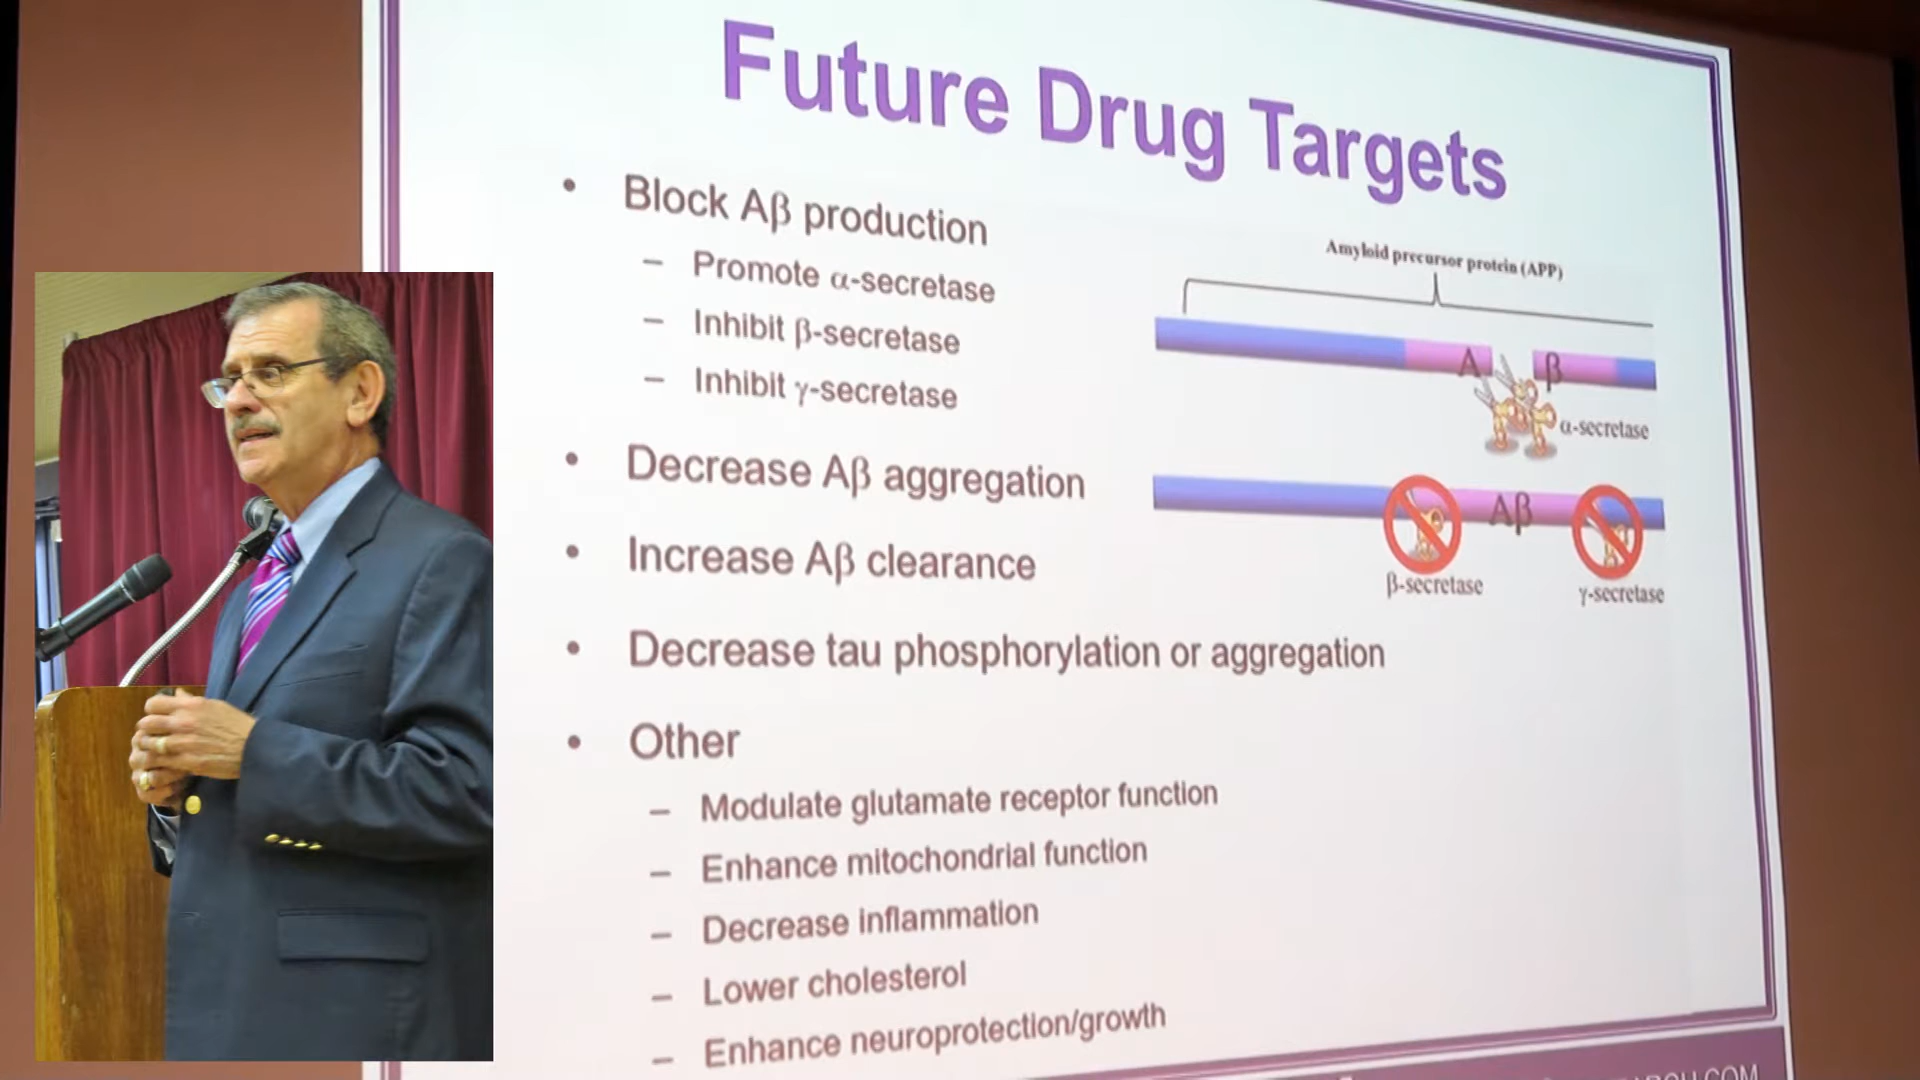 Future Drug Targets
• Block Aβ production
– Promote α-secretase
– Inhibit β-secretase
– Inhibit γ-secretase
• Decrease Aβ aggregation
• Increase Aβ clearance
• Decrease tau phosphorylation or aggregation
• Other
– Modulate glutamate receptor function
– Enhance mitochondrial function
– Decrease inflammation
– Lower cholesterol
– Enhance neuroprotection/growth
Amyloid precursor protein (APP)
A β
α-secretase
Aβ
β-secretase γ-secretase